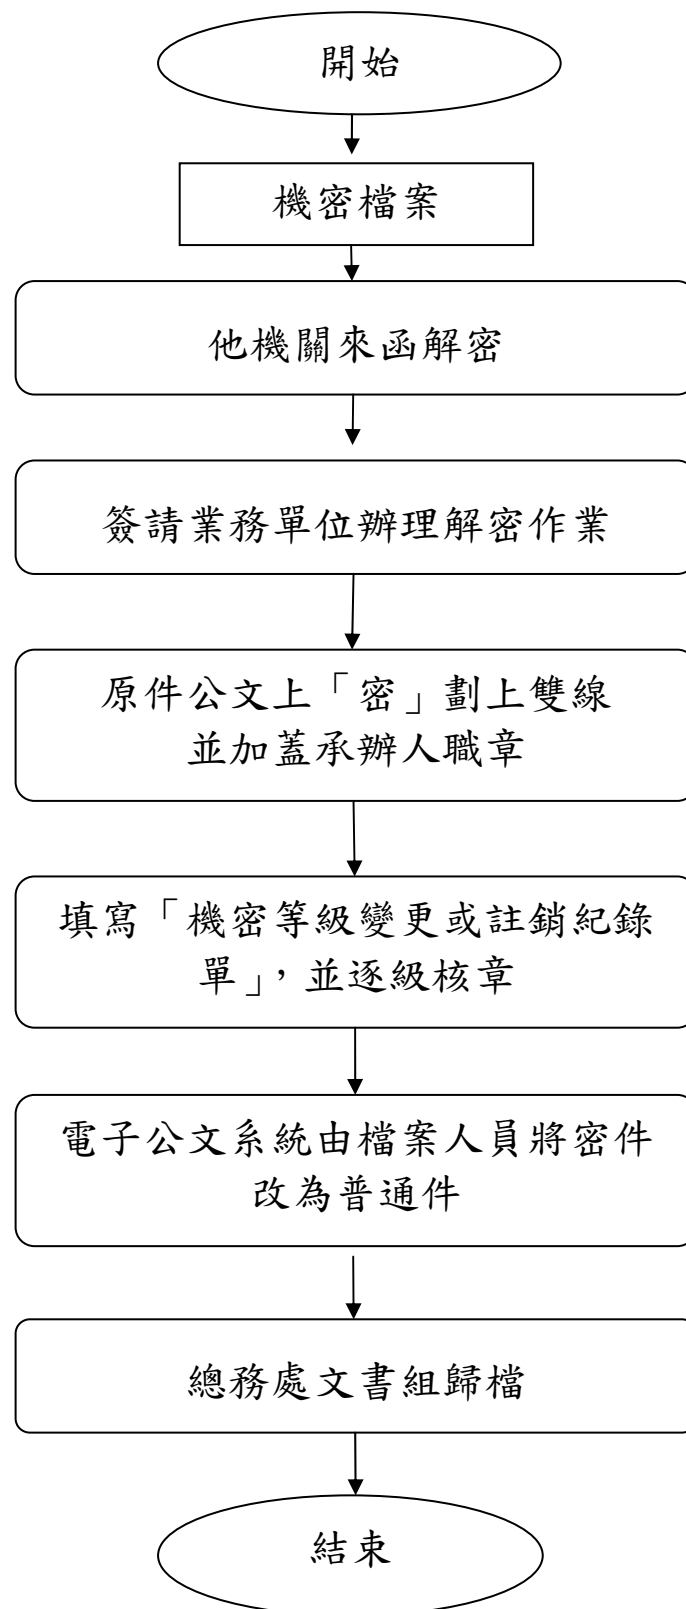 開始
機密檔案
他機關來函解密
簽請業務單位辦理解密作業
原件公文上「密」劃上雙線
並加蓋承辦人職章
填寫「機密等級變更或註銷紀錄
單」，並逐級核章
電子公文系統由檔案人員將密件
改為普通件
總務處文書組歸檔
結束